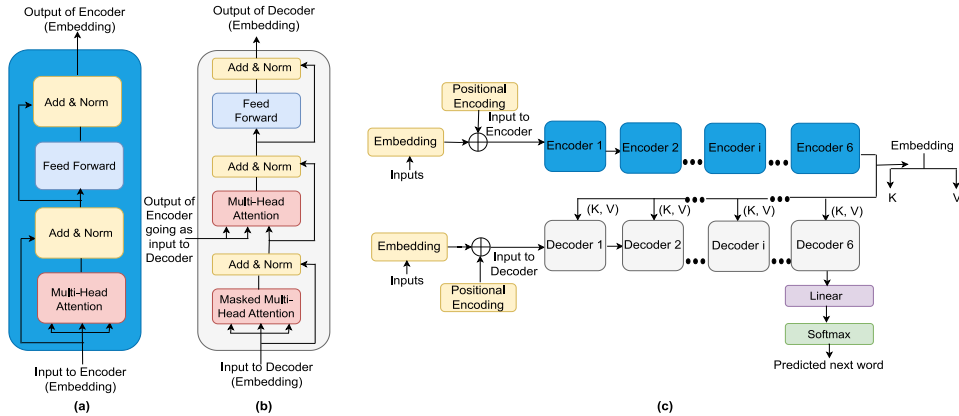 Output of Encoder
(Embedding)
Add & Norm
Feed Forward
Add & Norm
Multi-Head
Attention
Input to Encoder
(Embedding)
(a)
Output of Decoder
(Embedding)
Add & Norm
Feed
Forward
Add & Norm
Multi-Head
Attention
Output of
Encoder
going as
input to
Decoder
Add & Norm
Masked Multi-
Head Attention
Input to Decoder
(Embedding)
(b)
Positional
Encoding
Input to
Encoder
Embedding
Inputs
Encoder 1
Encoder 2
Encoder i
Encoder 6
Embedding
K
V
(K, V)
(K, V)
(K, V)
(K, V)
Embedding
Inputs
Input to
Decoder
Positional
Encoding
Decoder 1
Decoder 2
Decoder i
Decoder 6
Linear
Softmax
Predicted next word
(c)